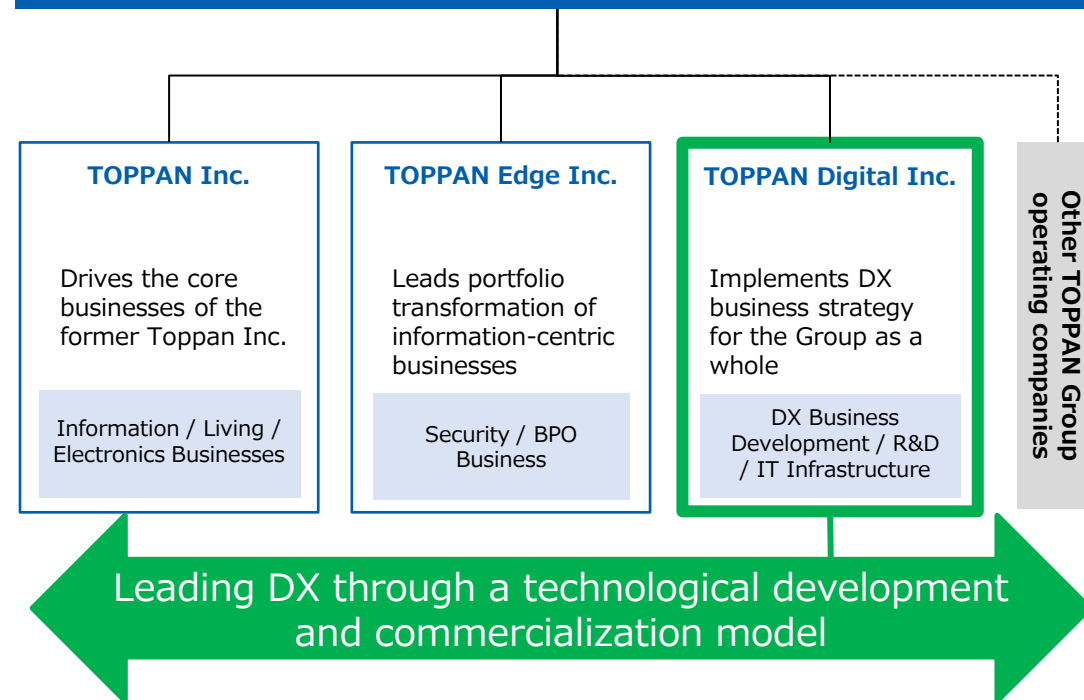 TOPPAN Inc.
Drives the core
businesses of the
former Toppan Inc.
Information / Living /
Electronics Businesses
TOPPAN Edge Inc.
Leads portfolio
transformation of
information-centric
businesses
Security / BPO
Business
TOPPAN Digital Inc.
Implements DX
business strategy
for the Group as a
whole
DX Business
Development / R&D
/ IT Infrastructure
Other TOPPAN Group
operating companies
Leading DX through a technological development
and commercialization model